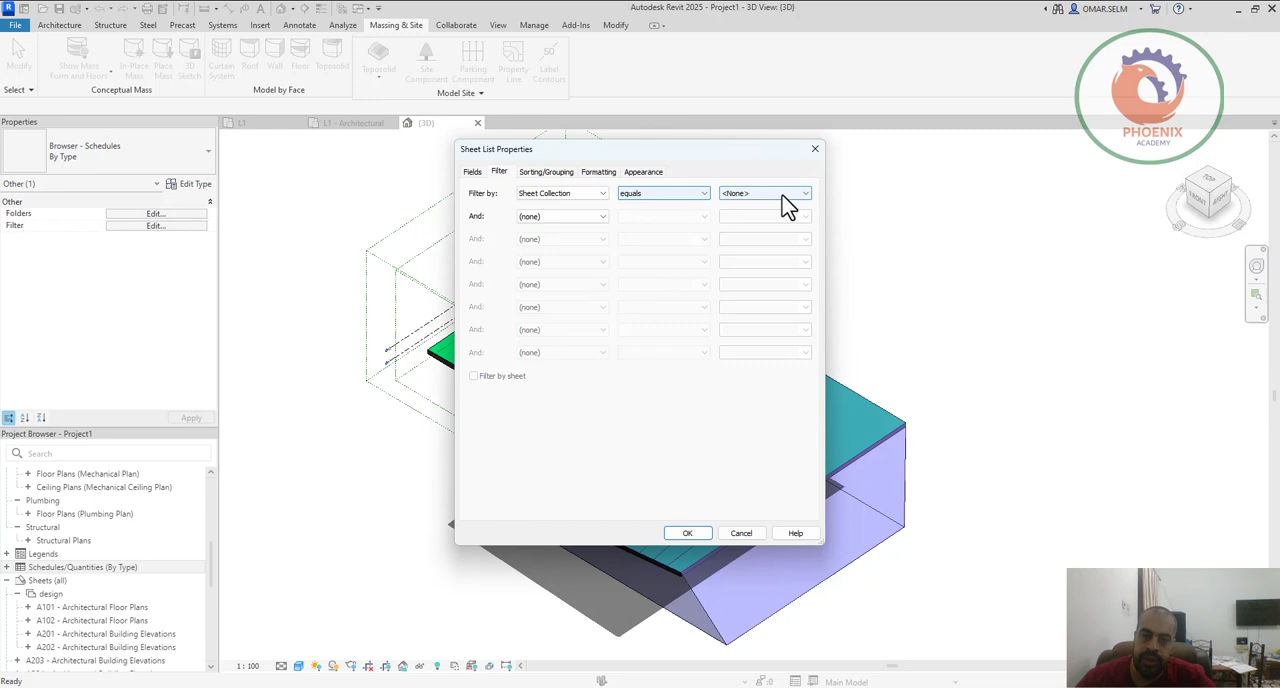 Autodesk Revit 2025 - Project1 - 3D View: {3D}
OMAR.SELM
File Architecture Structure Steel Precast Systems Insert Annotate Analyze Massing & Site Collaborate View Manage Add-Ins Modify
Modify
Show Mass Form and Floors
In-Place Mass
Place Mass
3D Sketch
Curtain System
Roof
Wall
Floor
Toposolid
Toposolid
Site Component
Parking Component
Property Line
Label Contours
Select
Conceptual Mass
Model by Face
Model Site
PHOENIX
ACADEMY
L1
L1 - Architectural
{3D}
Properties
Browser - Schedules
By Type
Other (1)
Edit Type
Other
Folders Edit...
Filter Edit...
Apply
Sheet List Properties
Fields Filter Sorting/Grouping Formatting Appearance
Filter by: Sheet Collection equals <None>
And: (none)
And: (none)
And: (none)
And: (none)
And: (none)
And: (none)
And: (none)
Filter by sheet
OK Cancel Help
TOP
FRONT
RIGHT
Project Browser - Project1
Search
Floor Plans (Mechanical Plan)
Ceiling Plans (Mechanical Ceiling Plan)
Plumbing
Floor Plans (Plumbing Plan)
Structural
Structural Plans
Legends
Schedules/Quantities (By Type)
Sheets (all)
design
A101 - Architectural Floor Plans
A102 - Architectural Floor Plans
A201 - Architectural Building Elevations
A202 - Architectural Building Elevations
A203 - Architectural Building Elevations
1 : 100
Ready
:0
Main Model